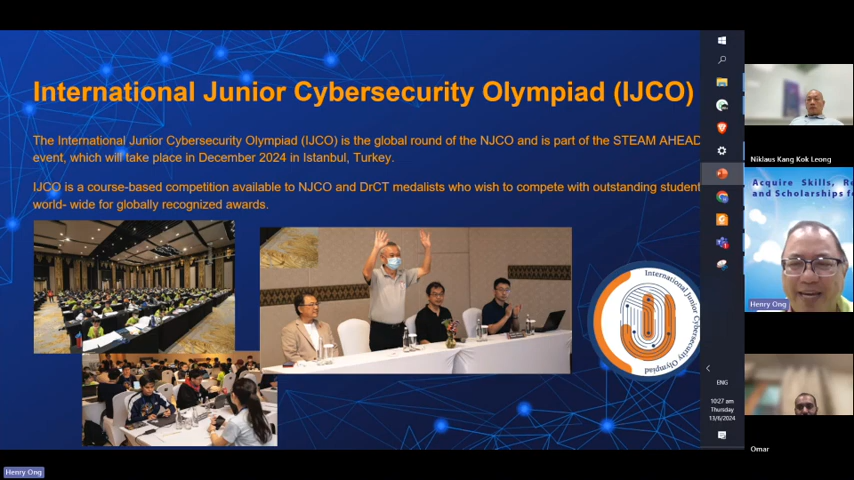 International Junior Cybersecurity Olympiad (IJCO)
The International Junior Cybersecurity Olympiad (IJCO) is the global round of the NJCO and is part of the STEAM AHEAD
event, which will take place in December 2024 in Istanbul, Turkey.
IJCO is a course-based competition available to NJCO and DrCT medalists who wish to compete with outstanding student
world- wide for globally recognized awards.
International Junior
Cybersecurity Olympiad
ENG
10:27 am
Thursday
13/6/2024
Niklaus Kang Kok Leong
Acquire Skills, Re
and Scholarships fo
Henry Ong
Omar
Henry Ong